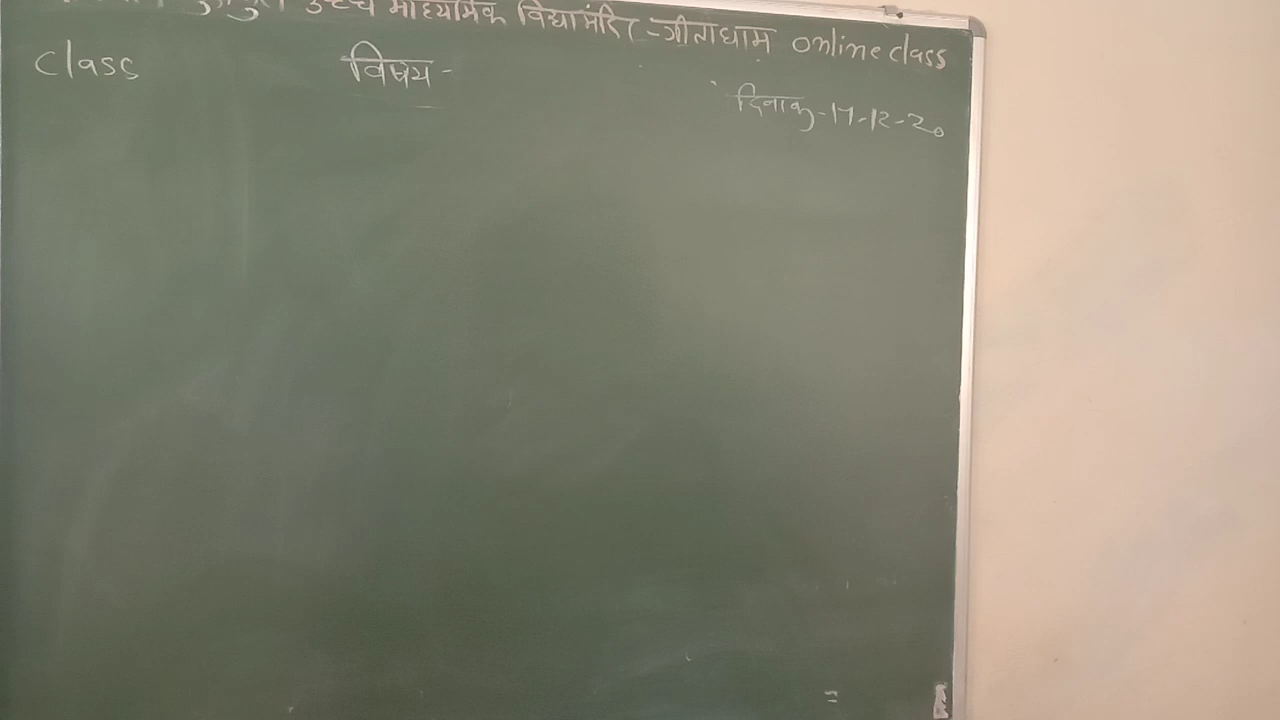 उच्च माध्यमिक विद्या मंदिर - गीताधाम online class
class विषय -
दिनाक - 17-12-20